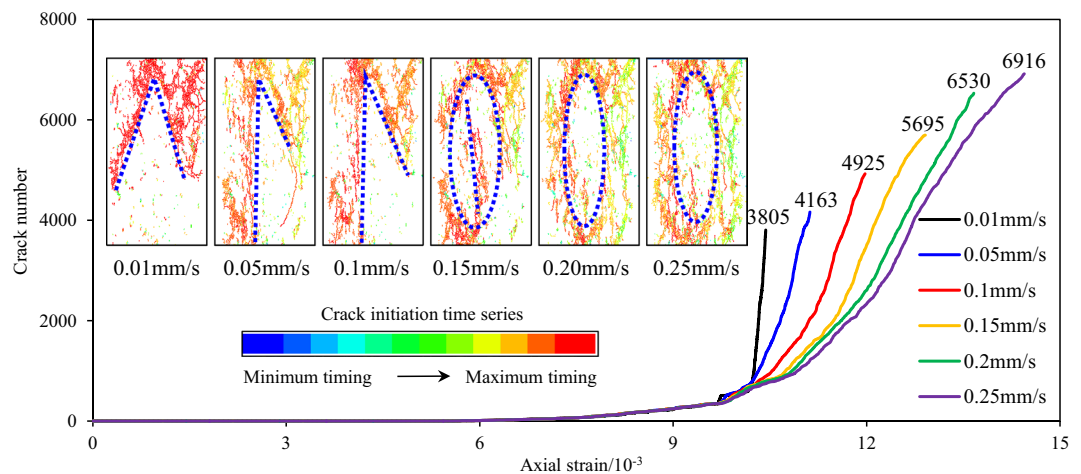 8000
6000
4000
2000
0
Crack number
0.01mm/s 0.05mm/s 0.1mm/s 0.15mm/s 0.20mm/s 0.25mm/s
Crack initiation time series
Minimum timing Maximum timing
3805
4163
4925
5695
6530
6916
0.01mm/s
0.05mm/s
0.1mm/s
0.15mm/s
0.2mm/s
0.25mm/s
0 3 6 9 12 15
Axial strain/10⁻³